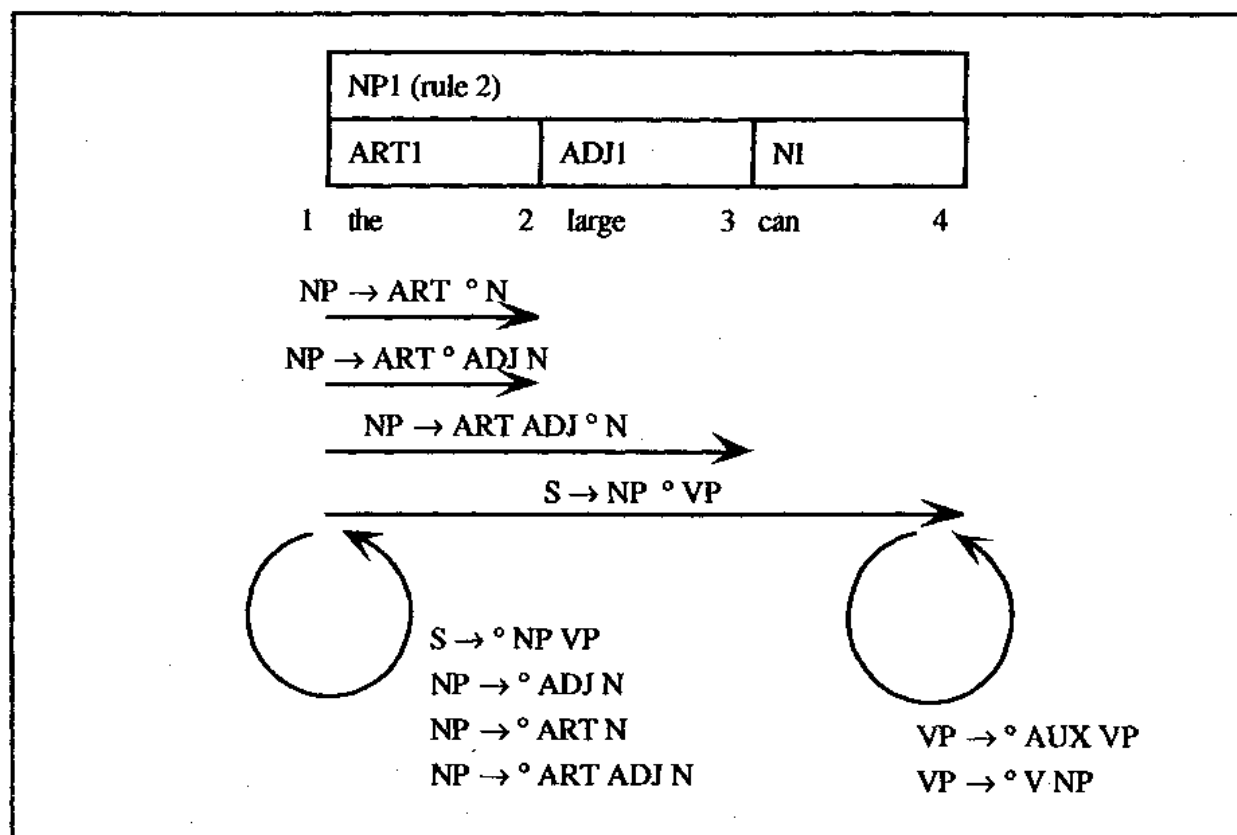 NP1 (rule 2)
ART1 ADJ1 N1
1 the 2 large 3 can 4
NP → ART ° N
NP → ART ° ADJ N
NP → ART ADJ ° N
S → NP ° VP
S → ° NP VP
NP → ° ADJ N
NP → ° ART N
NP → ° ART ADJ N
VP → ° AUX VP
VP → ° V NP